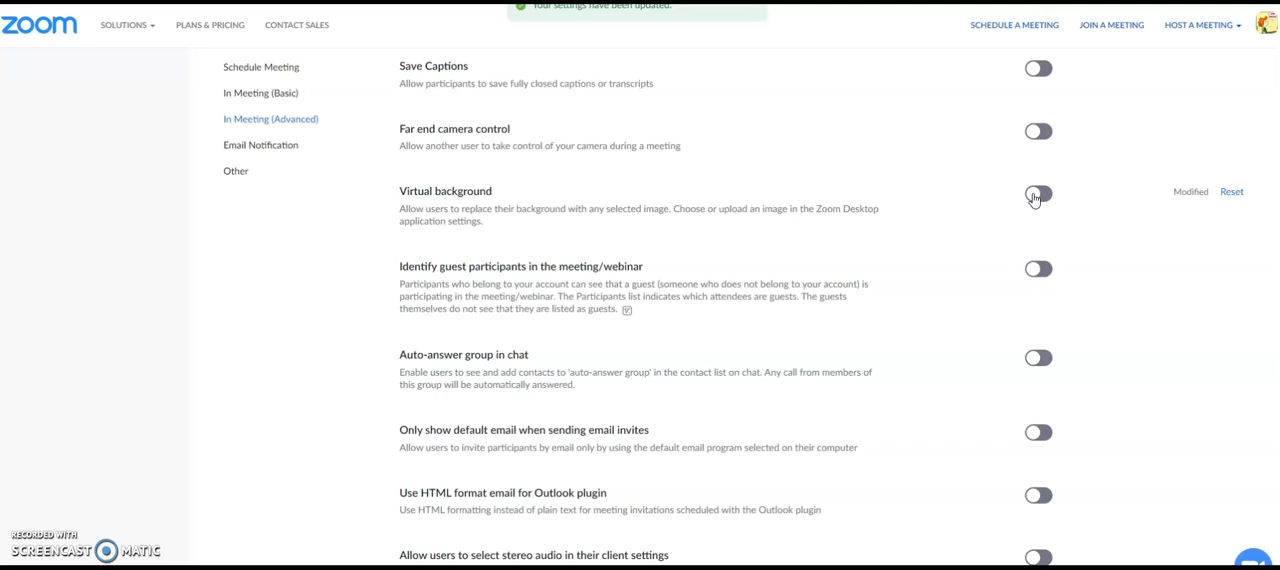 Your settings have been updated.
zoom
SOLUTIONS
PLANS & PRICING
CONTACT SALES
SCHEDULE A MEETING
JOIN A MEETING
HOST A MEETING
Schedule Meeting
In Meeting (Basic)
In Meeting (Advanced)
Email Notification
Other
Save Captions
Allow participants to save fully closed captions or transcripts
Far end camera control
Allow another user to take control of your camera during a meeting
Virtual background
Modified Reset
Allow users to replace their background with any selected image. Choose or upload an image in the Zoom Desktop
application settings.
Identify guest participants in the meeting/webinar
Participants who belong to your account can see that a guest (someone who does not belong to your account) is
participating in the meeting/webinar. The Participants list indicates which attendees are guests. The guests
themselves do not see that they are listed as guests.
Auto-answer group in chat
Enable users to see and add contacts to 'auto-answer group' in the contact list on chat. Any call from members of
this group will be automatically answered.
Only show default email when sending email invites
Allow users to invite participants by email only by using the default email program selected on their computer
Use HTML format email for Outlook plugin
Use HTML formatting instead of plain text for meeting invitations scheduled with the Outlook plugin
Allow users to select stereo audio in their client settings
RECORDED WITH
SCREENCAST MATIC